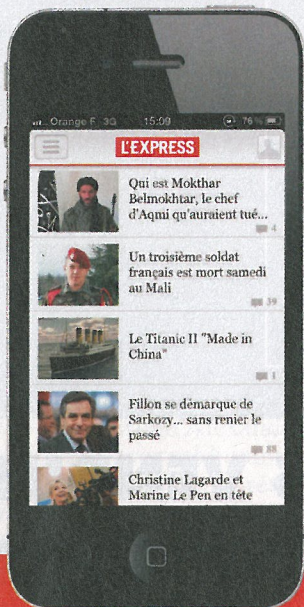 Orange F 3G 15:09 76 %
L'EXPRESS
Qui est Mokthar
Belmokhtar, le chef
d'Aqmi qu'auraient tué...
4
Un troisième soldat
français est mort samedi
au Mali
39
Le Titanic II "Made in
China"
1
Fillon se démarque de
Sarkozy... sans renier le
passé
88
Christine Lagarde et
Marine Le Pen en tête